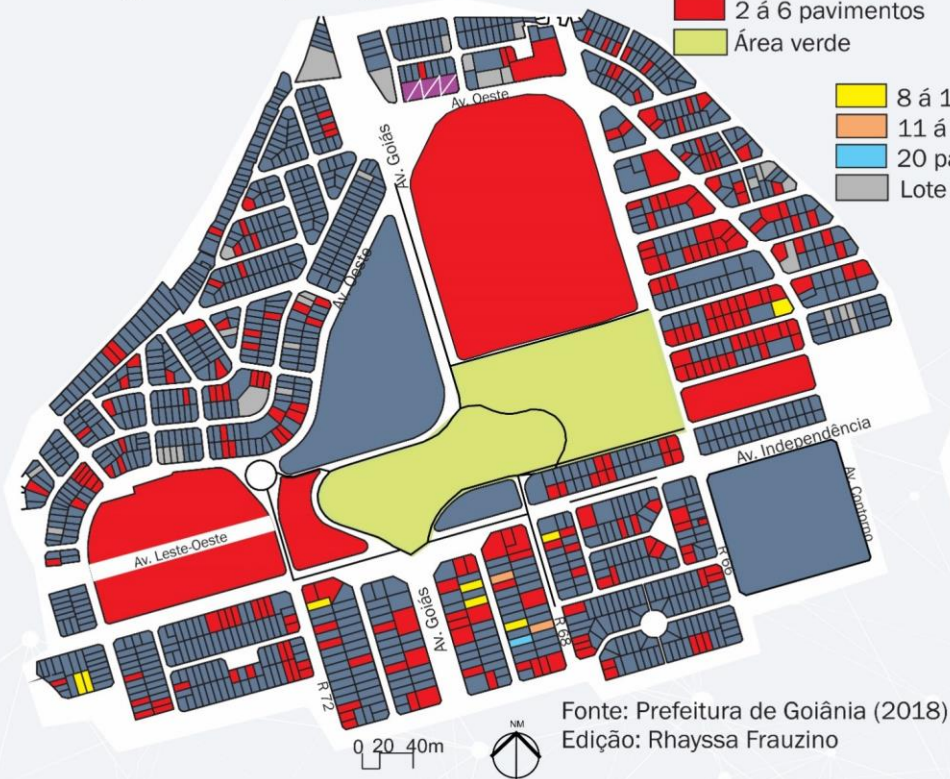 2 á 6 pavimentos
Área verde
8 á 1
11 á
20 pa
Lote
Av. Oeste
Av. Goiás
Av. Oeste
Av. Independência
Av. Contorno
Av. Leste-Oeste
R 66
Av. Goiás
R 68
R 72
0 20 40m
NM
Fonte: Prefeitura de Goiânia (2018)
Edição: Rhayssa Frauzino